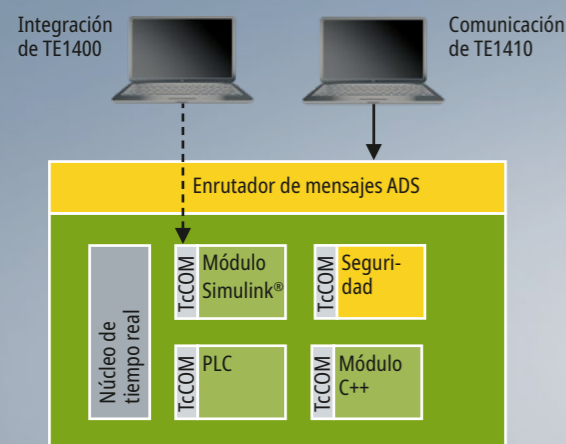 Integración
de TE1400
Comunicación
de TE1410
Enrutador de mensajes ADS
Núcleo de
tiempo real
TcCOM
Módulo
Simulink®
TcCOM
Seguri-
dad
TcCOM
PLC
TcCOM
Módulo
C++